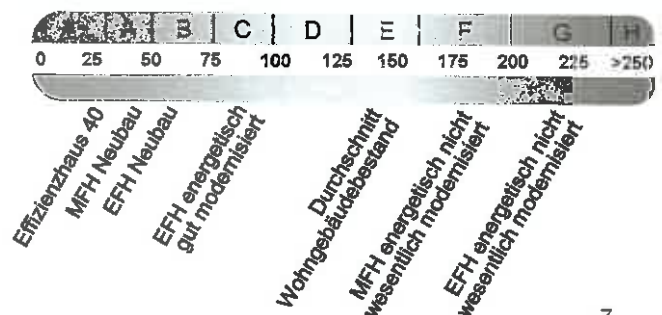 A+ A B C D E F G H
0 25 50 75 100 125 150 175 200 225 >250
Effizienzhaus 40
MFH Neubau
EFH Neubau
EFH energetisch
gut modernisiert
Durchschnitt
Wohngebäudebestand
MFH energetisch nicht
wesentlich modernisiert
EFH energetisch nicht
wesentlich modernisiert
7